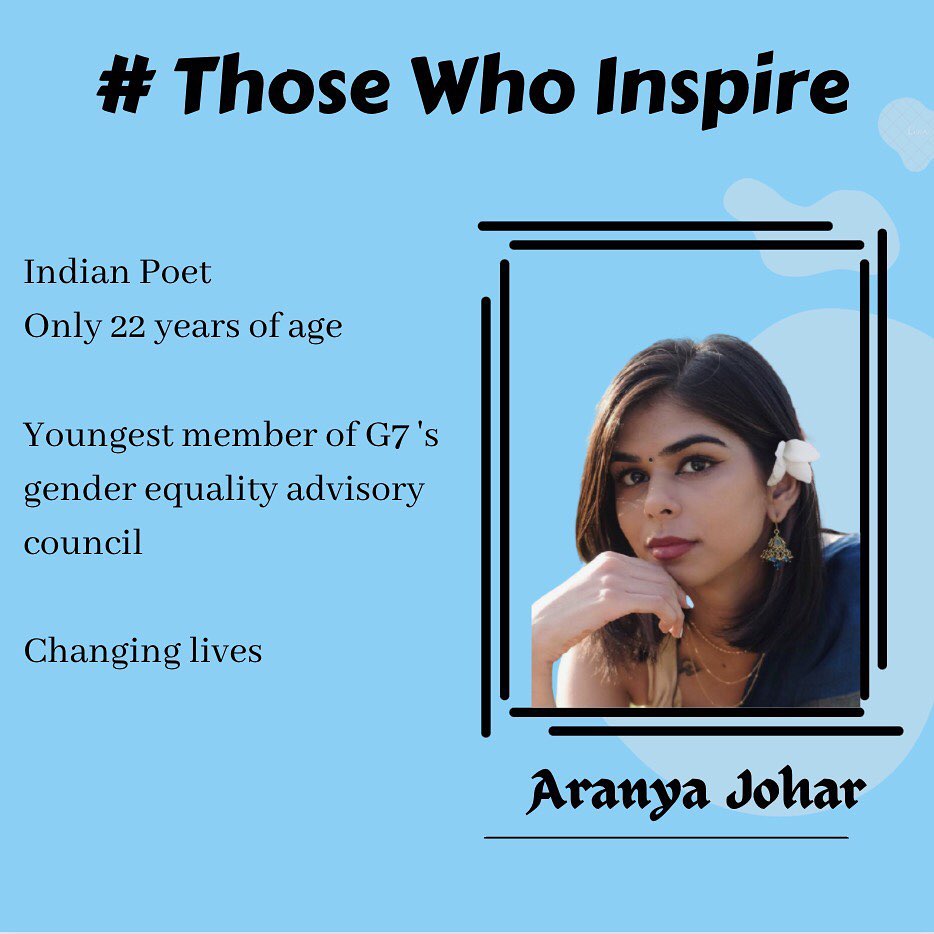 # Those Who Inspire
Indian Poet
Only 22 years of age
Youngest member of G7 's
gender equality advisory
council
Changing lives
Aranya Johar